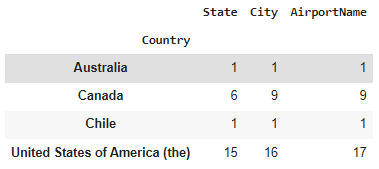 State City AirportName
Country
Australia 1 1 1
Canada 6 9 9
Chile 1 1 1
United States of America (the) 15 16 17